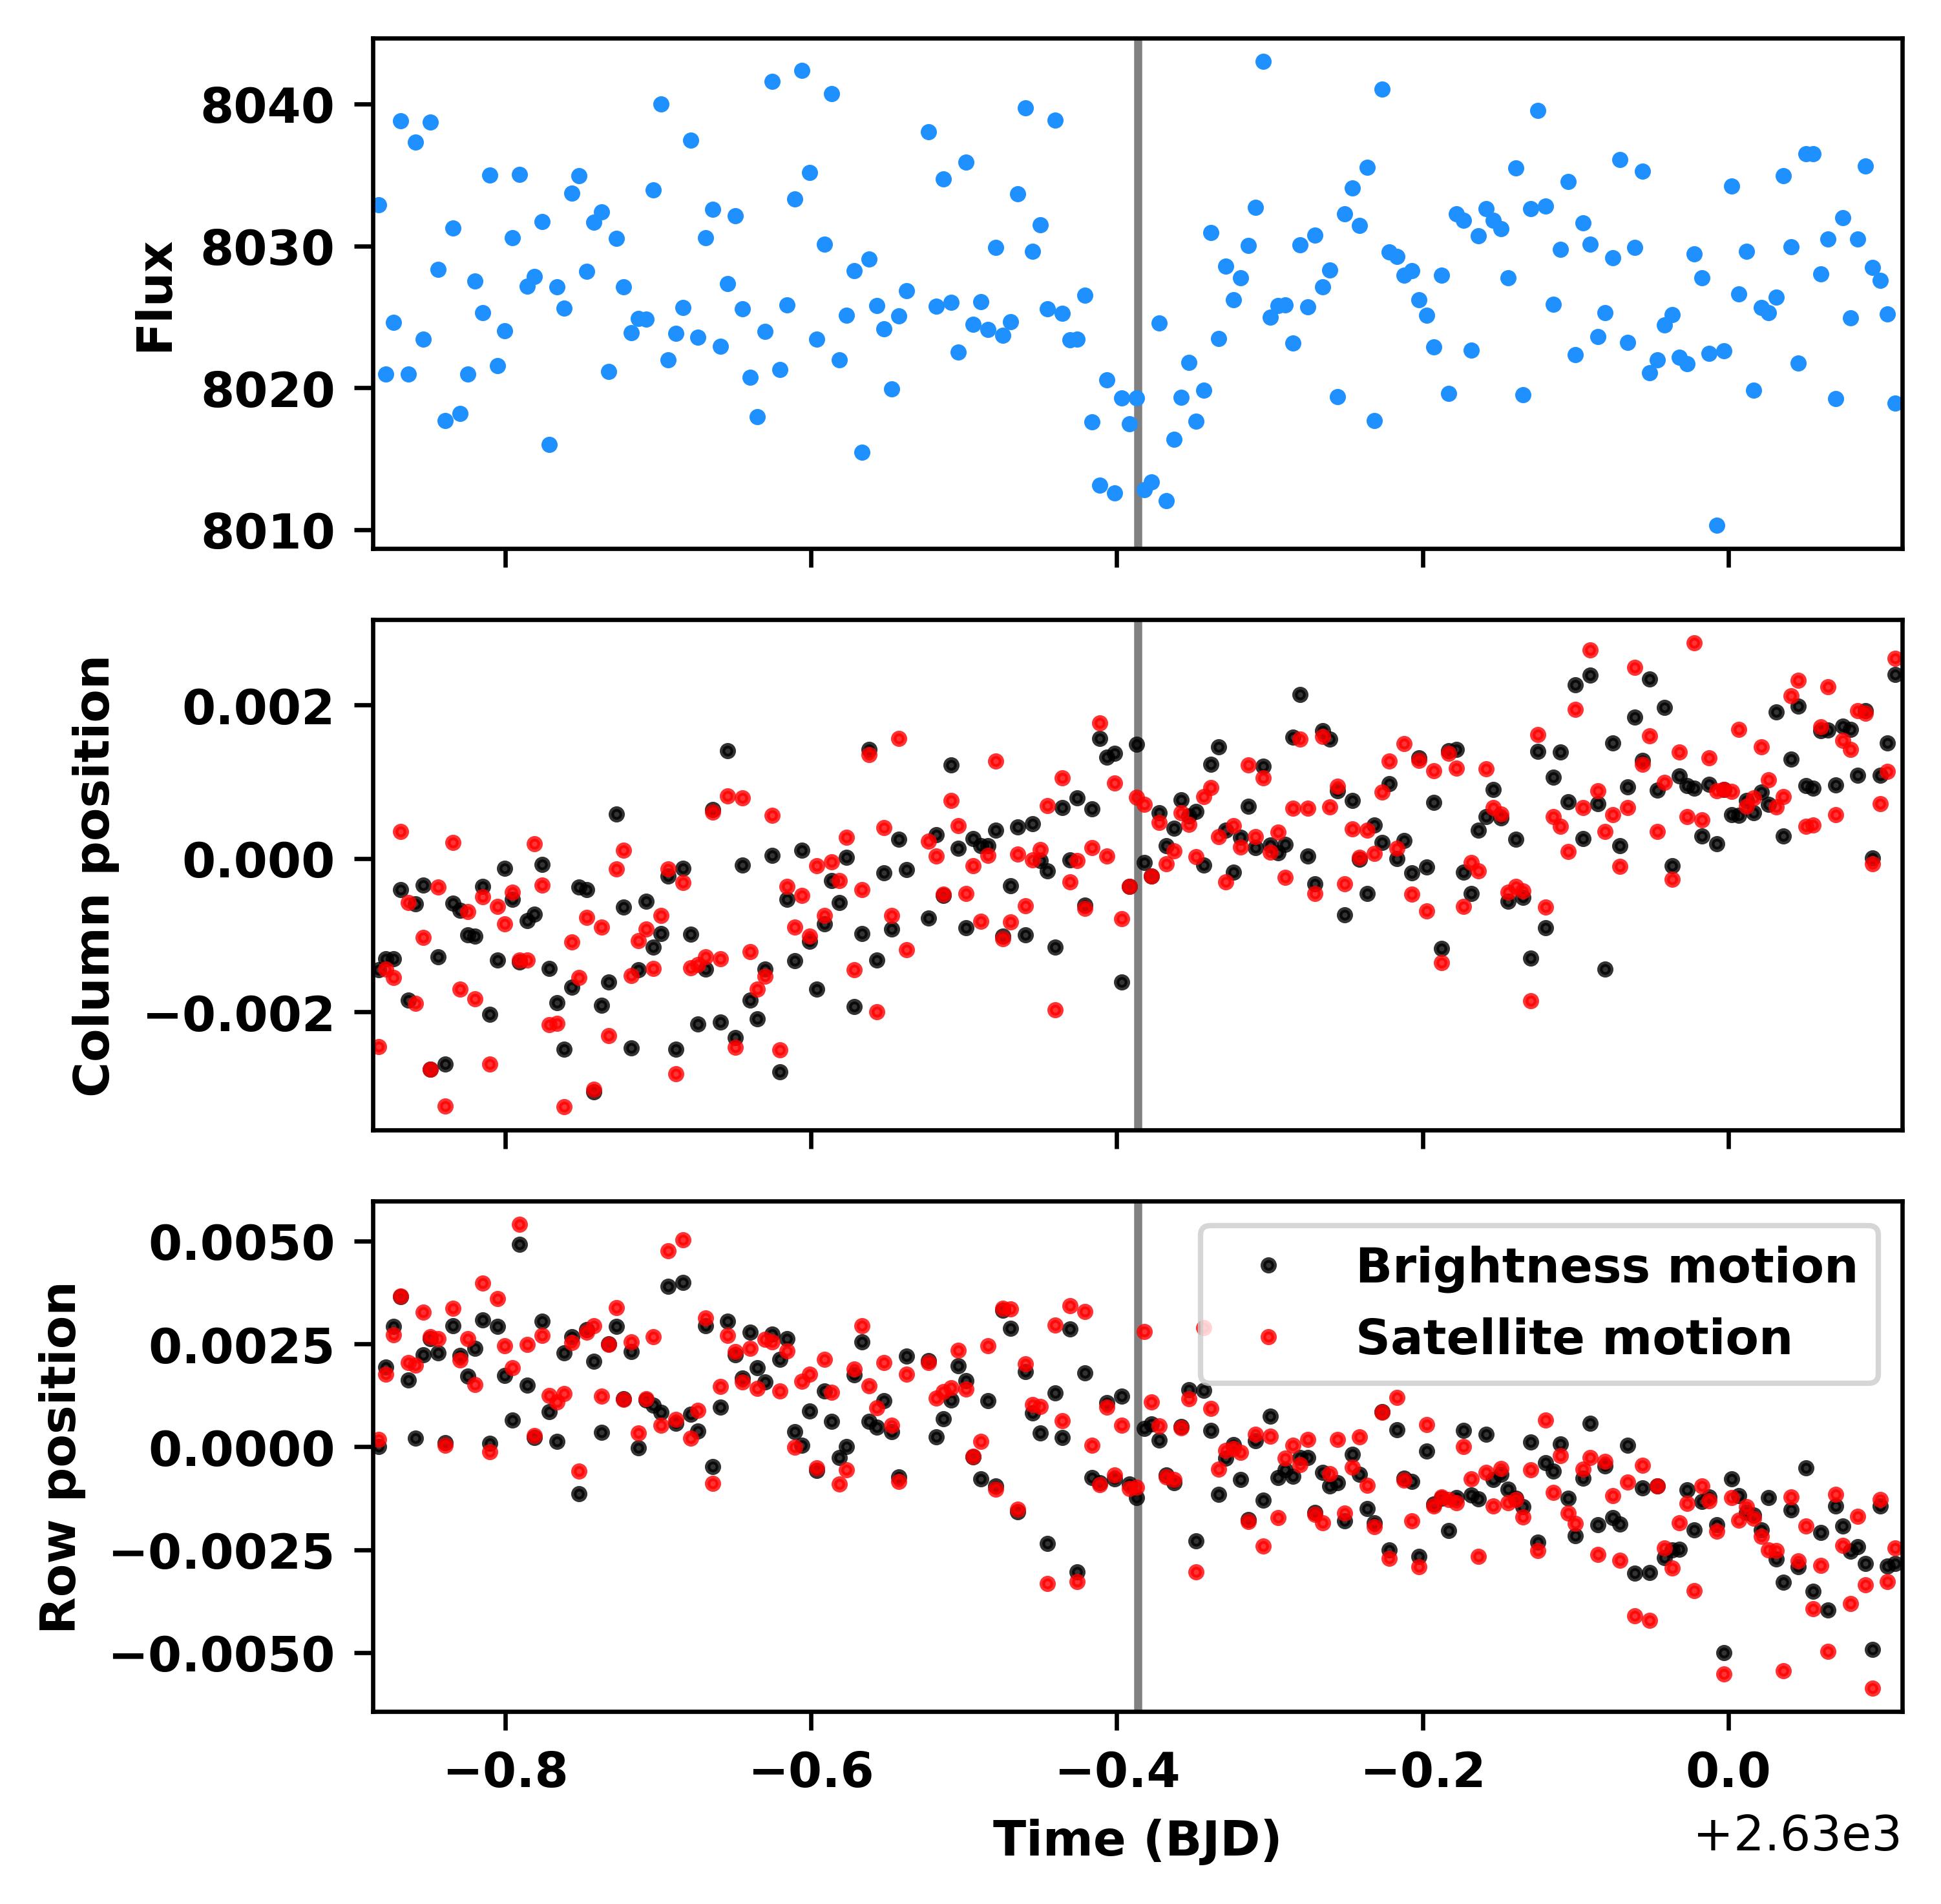 8040
8030
8020
8010
Flux
0.002
0.000
−0.002
Column position
0.0050
0.0025
0.0000
−0.0025
−0.0050
Row position
Brightness motion
Satellite motion
−0.8 −0.6 −0.4 −0.2 0.0
Time (BJD)
+2.63e3